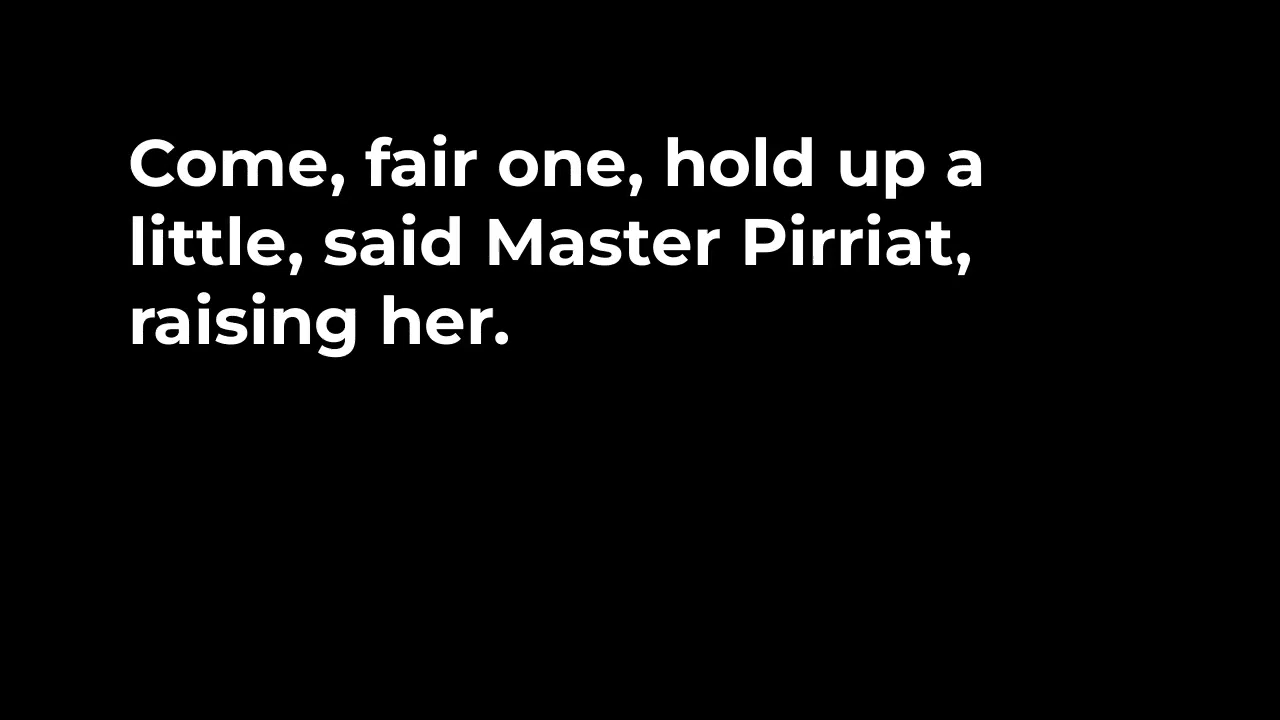 Come, fair one, hold up a
little, said Master Pirriat,
raising her.